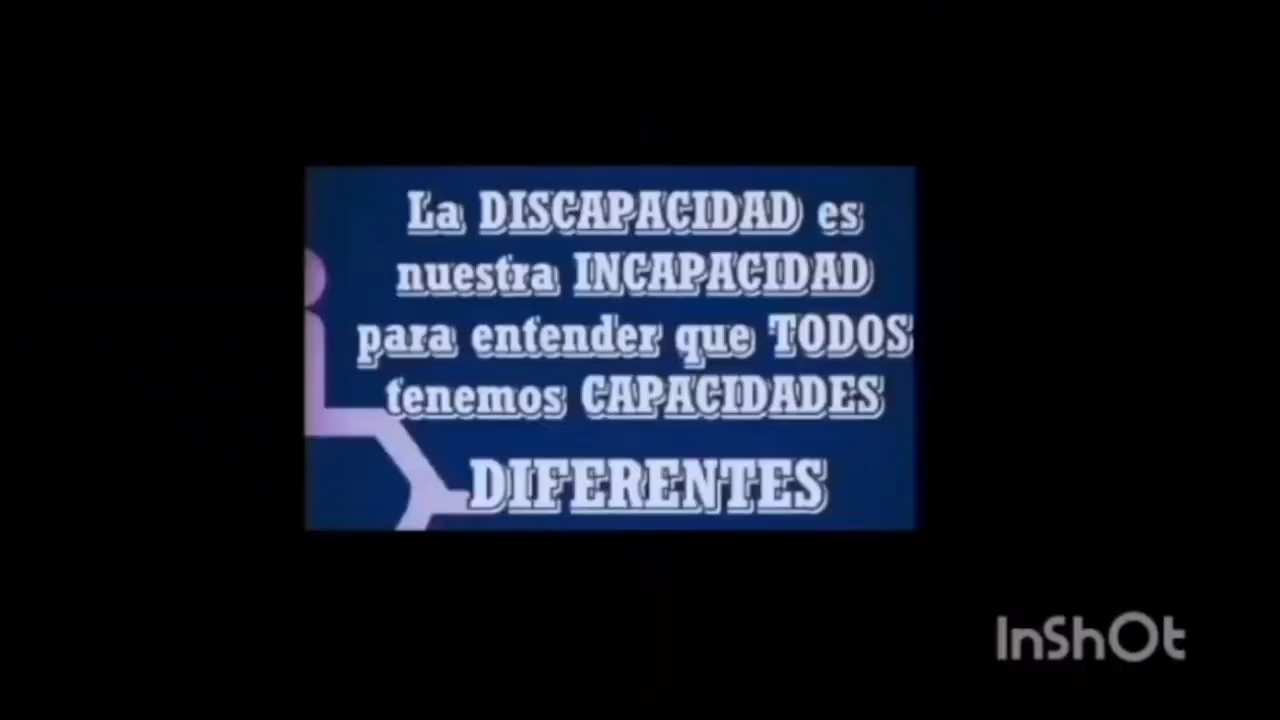 La DISCAPACIDAD es
nuestra INCAPACIDAD
para entender que TODOS
tenemos CAPACIDADES
DIFERENTES
InShOt